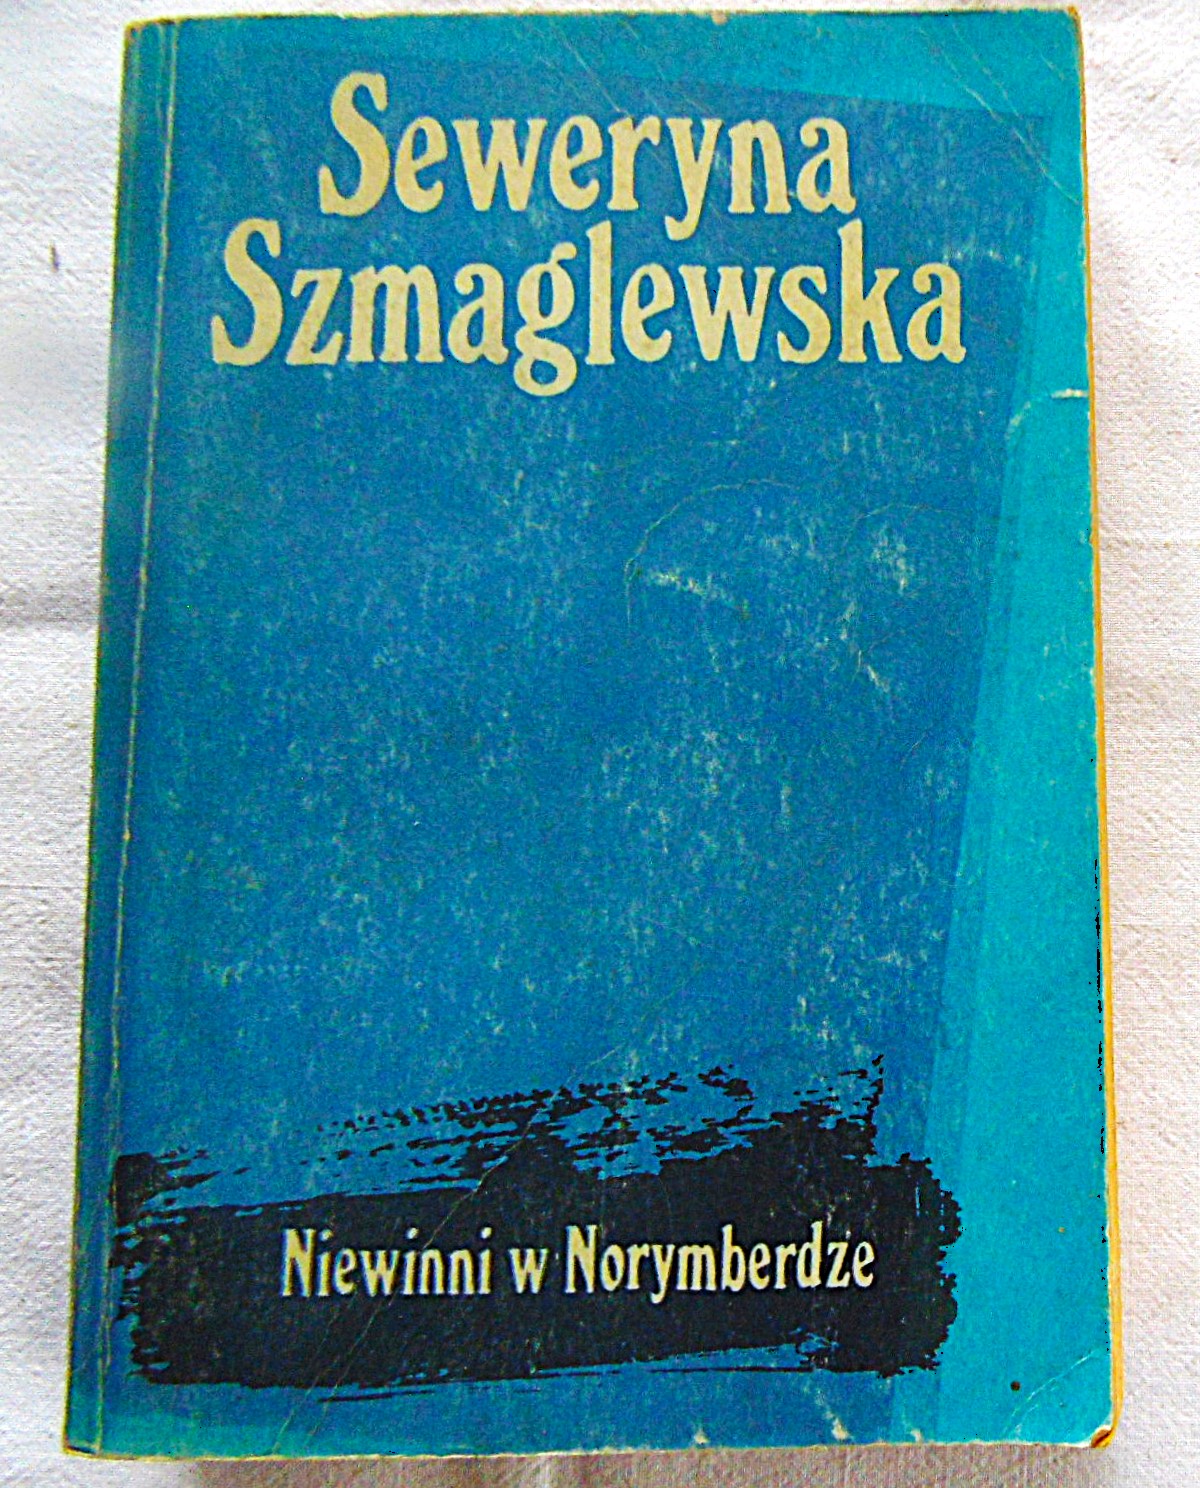 Seweryna
Szmaglewska
Niewinni w Norymberdze